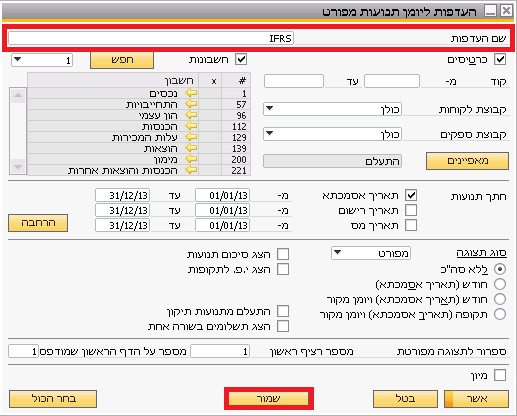 העדפות ליומן תנועות מפורט
שם העדפות IFRS
כרטיסים חשבונות חפש 1
קוד מ- עד
# x חשבון
1 נכסים
57 התחייבויות
96 הון עצמי
112 הכנסות
129 עלות המכירות
139 הוצאות
200 מימון
221 הכנסות והוצאות אחרות
קבוצת לקוחות כולן
קבוצת ספקים כולן
מאפיינים התעלם
חתך תנועות תאריך אסמכתא מ- 01/01/13 עד 31/12/13
תאריך רישום מ- 01/01/13 עד 31/12/13
תאריך מס מ- 01/01/13 עד 31/12/13
הרחבה
סוג תצוגה מפורט
ללא סה"כ
חודש (תאריך אסמכתא)
חודש (תאריך אסמכתא) ויומן מקור
תקופה (תאריך אסמכתא) ויומן מקור
הצג סיכום תנועות
הצג י.פ. לתקופות
התעלם מתנועות תיקון
הצג תשלומים בשורה אחת
ספרור לתצוגה מפורטת מספר רציף ראשון 1 מספר על הדף הראשון שמודפס 1
מיון
אשר בטל שמור בחר הכול